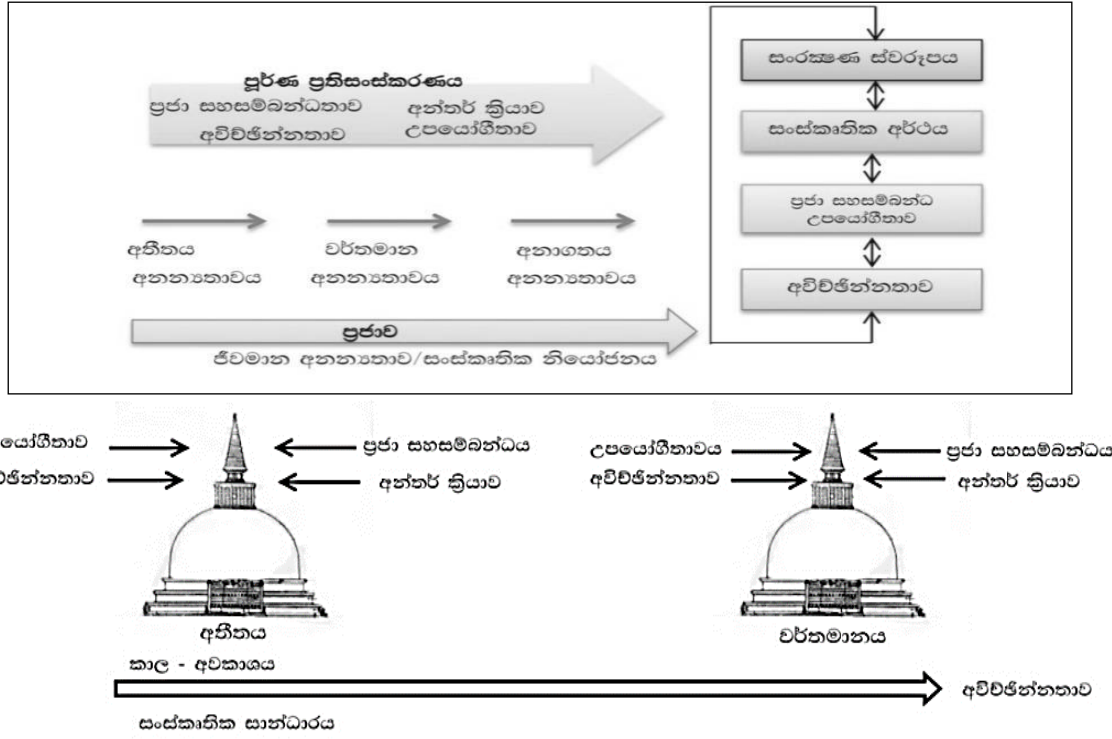 පූර්ණ ප්‍රතිසංස්කරණය
ප්‍රජා සහසම්බන්ධතාව
අන්තර් ක්‍රියාව
අවිච්ඡින්නතාව
උපයෝගීතාව
අතීතය
අනන්‍යතාවය
වර්තමාන
අනන්‍යතාවය
අනාගතය
අනන්‍යතාවය
ප්‍රජාව
ජීවමාන අනන්‍යතාව/සංස්කෘතික නියෝජනය
සංරක්‍ෂණ ස්වරූපය
සංස්කෘතික අර්ථය
ප්‍රජා සහසම්බන්ධ
උපයෝගීතාව
අවිච්ඡින්නතාව
යෝගීතාව
ප්‍රජා සහසම්බන්ධය
ච්ඡින්නතාව
අන්තර් ක්‍රියාව
අතීතය
උපයෝගීතාවය
ප්‍රජා සහසම්බන්ධය
අවිච්ඡින්නතාව
අන්තර් ක්‍රියාව
වර්තමානය
කාල - අවකාශය
අවිච්ඡින්නතාව
සංස්කෘතික සාන්ධාරය